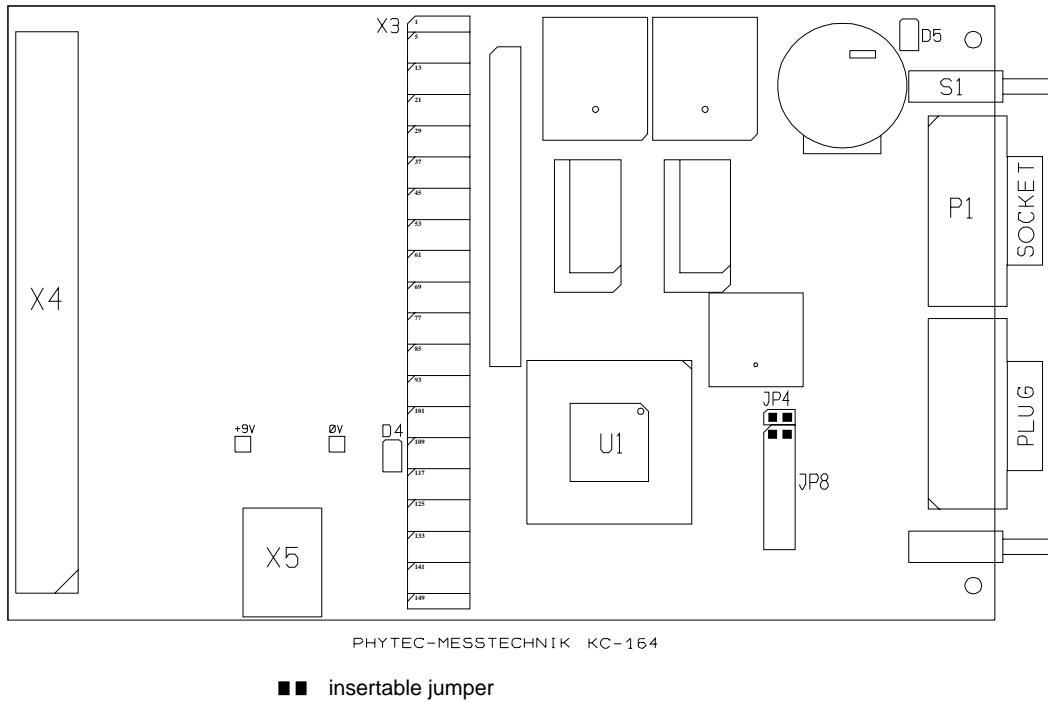 X3
1
5
13
21
29
37
45
53
61
69
77
85
93
101
109
117
125
133
141
149
D5
S1
P1
SOCKET
X4
JP4
PLUG
+9V
0V
D4
U1
JP8
X5
PHYTEC-MESSTECHNIK KC-164
insertable jumper